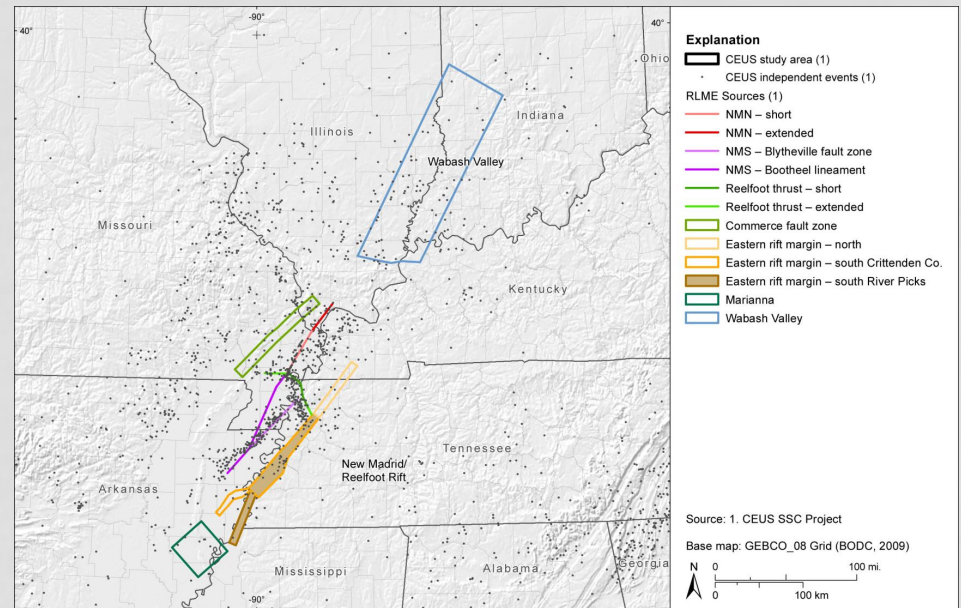 -90°
40°
40°
Ohio
Indiana
Illinois
Wabash Valley
Missouri
Kentucky
Tennessee
New Madrid/
Reelfoot Rift
Arkansas
Mississippi
Alabama
Georgia
-90°
Explanation
CEUS study area (1)
CEUS independent events (1)
RLME Sources (1)
NMN – short
NMN – extended
NMS – Blytheville fault zone
NMS – Bootheel lineament
Reelfoot thrust – short
Reelfoot thrust – extended
Commerce fault zone
Eastern rift margin – north
Eastern rift margin – south Crittenden Co.
Eastern rift margin – south River Picks
Marianna
Wabash Valley
Source: 1. CEUS SSC Project
Base map: GEBCO_08 Grid (BODC, 2009)
N 0 100 mi.
0 100 km